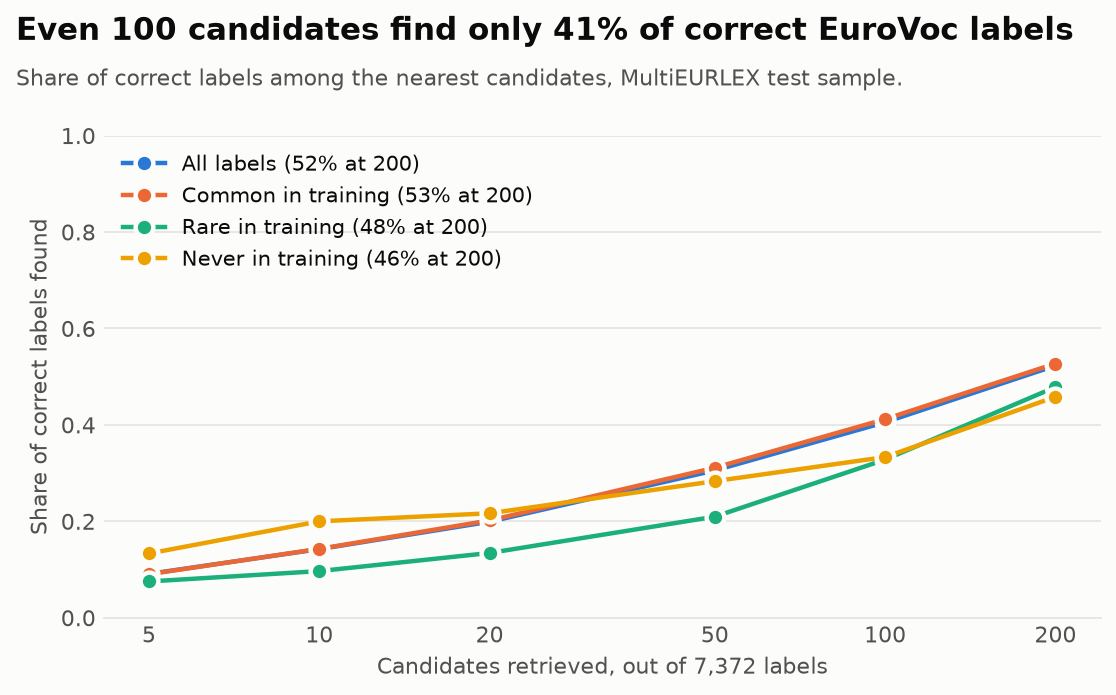 Even 100 candidates find only 41% of correct EuroVoc labels
Share of correct labels among the nearest candidates, MultiEURLEX test sample.
Share of correct labels found
1.0
0.8
0.6
0.4
0.2
0.0
All labels (52% at 200)
Common in training (53% at 200)
Rare in training (48% at 200)
Never in training (46% at 200)
5 10 20 50 100 200
Candidates retrieved, out of 7,372 labels